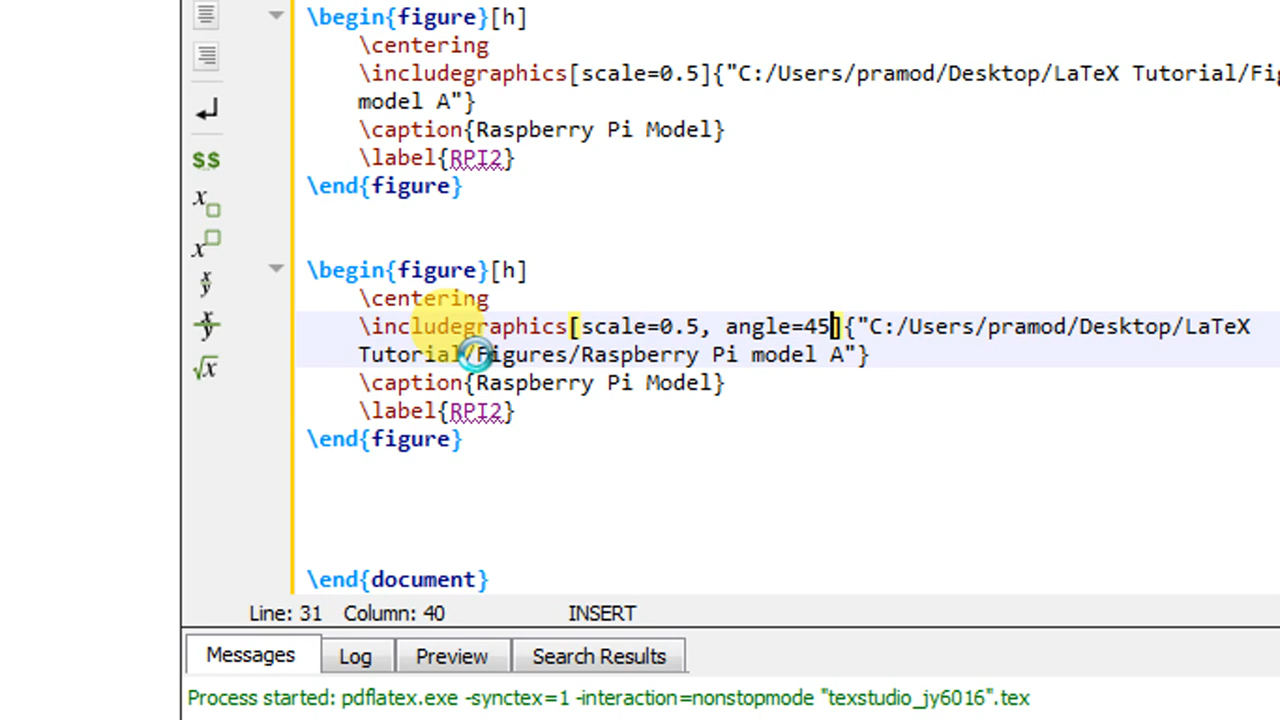 \begin{figure}[h]
\centering
\includegraphics[scale=0.5]{"C:/Users/pramod/Desktop/LaTeX Tutorial/Fig
model A"}
\caption{Raspberry Pi Model}
\label{RPI2}
\end{figure}
\begin{figure}[h]
\centering
\includegraphics[scale=0.5, angle=45]{"C:/Users/pramod/Desktop/LaTeX
Tutorial/Figures/Raspberry Pi model A"}
\caption{Raspberry Pi Model}
\label{RPI2}
\end{figure}
\end{document}
$$
x
x
x
y
x
y
√x
Line: 31 Column: 40 INSERT
Messages Log Preview Search Results
Process started: pdflatex.exe -synctex=1 -interaction=nonstopmode "texstudio_jy6016".tex